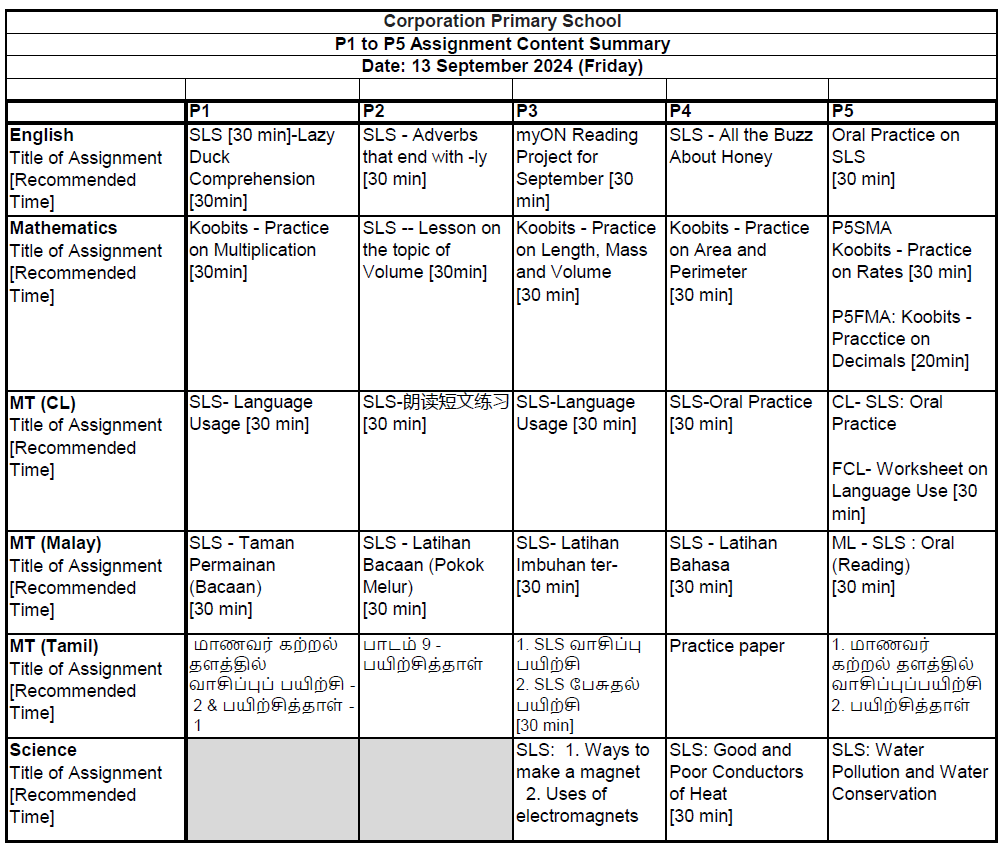 Corporation Primary School
P1 to P5 Assignment Content Summary
Date: 13 September 2024 (Friday)
P1
P2
P3
P4
P5
English
Title of Assignment
[Recommended
Time]
SLS [30 min]-Lazy
Duck
Comprehension
[30min]
SLS - Adverbs
that end with -ly
[30 min]
myON Reading
Project for
September [30
min]
SLS - All the Buzz
About Honey
Oral Practice on
SLS
[30 min]
Mathematics
Title of Assignment
[Recommended
Time]
Koobits - Practice
on Multiplication
[30min]
SLS -- Lesson on
the topic of
Volume [30min]
Koobits - Practice
on Length, Mass
and Volume
[30 min]
Koobits - Practice
on Area and
Perimeter
[30 min]
P5SMA
Koobits - Practice
on Rates [30 min]
P5FMA: Koobits -
Pracctice on
Decimals [20min]
MT (CL)
Title of Assignment
[Recommended
Time]
SLS- Language
Usage [30 min]
SLS-朗读短文练习
[30 min]
SLS-Language
Usage [30 min]
SLS-Oral Practice
[30 min]
CL- SLS: Oral
Practice
FCL- Worksheet on
Language Use [30
min]
MT (Malay)
Title of Assignment
[Recommended
Time]
SLS - Taman
Permainan
(Bacaan)
[30 min]
SLS - Latihan
Bacaan (Pokok
Melur)
[30 min]
SLS- Latihan
Imbuhan ter-
[30 min]
SLS - Latihan
Bahasa
[30 min]
ML - SLS : Oral
(Reading)
[30 min]
MT (Tamil)
Title of Assignment
[Recommended
Time]
மாணவர் கற்றல்
தளத்தில்
வாசிப்புப் பயிற்சி -
2 & பயிற்சித்தாள் -
1
பாடம் 9 -
பயிற்சித்தாள்
1. SLS வாசிப்பு
பயிற்சி
2. SLS பேசுதல்
பயிற்சி
[30 min]
Practice paper
1. மாணவர்
கற்றல் தளத்தில்
வாசிப்புப்பயிற்சி
2. பயிற்சித்தாள்
Science
Title of Assignment
[Recommended
Time]
SLS: 1. Ways to
make a magnet
2. Uses of
electromagnets
SLS: Good and
Poor Conductors
of Heat
[30 min]
SLS: Water
Pollution and Water
Conservation